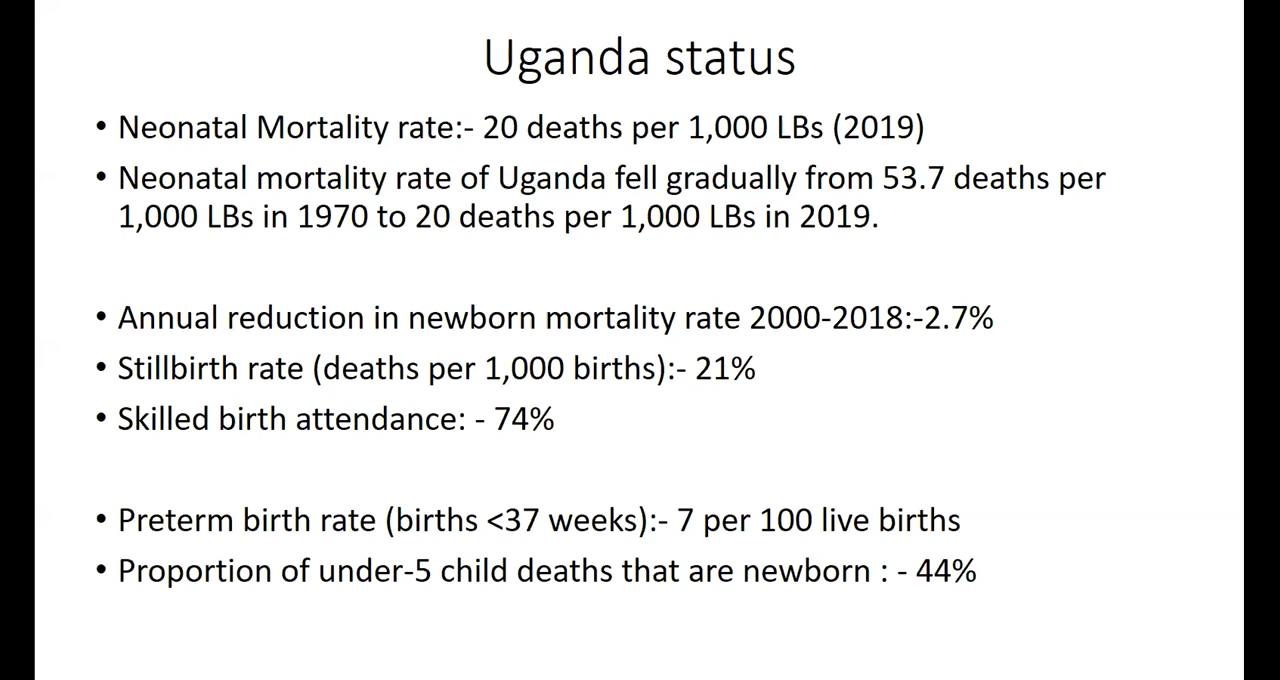 Uganda status
• Neonatal Mortality rate:- 20 deaths per 1,000 LBs (2019)
• Neonatal mortality rate of Uganda fell gradually from 53.7 deaths per
1,000 LBs in 1970 to 20 deaths per 1,000 LBs in 2019.
• Annual reduction in newborn mortality rate 2000-2018:-2.7%
• Stillbirth rate (deaths per 1,000 births):- 21%
• Skilled birth attendance: - 74%
• Preterm birth rate (births <37 weeks):- 7 per 100 live births
• Proportion of under-5 child deaths that are newborn : - 44%